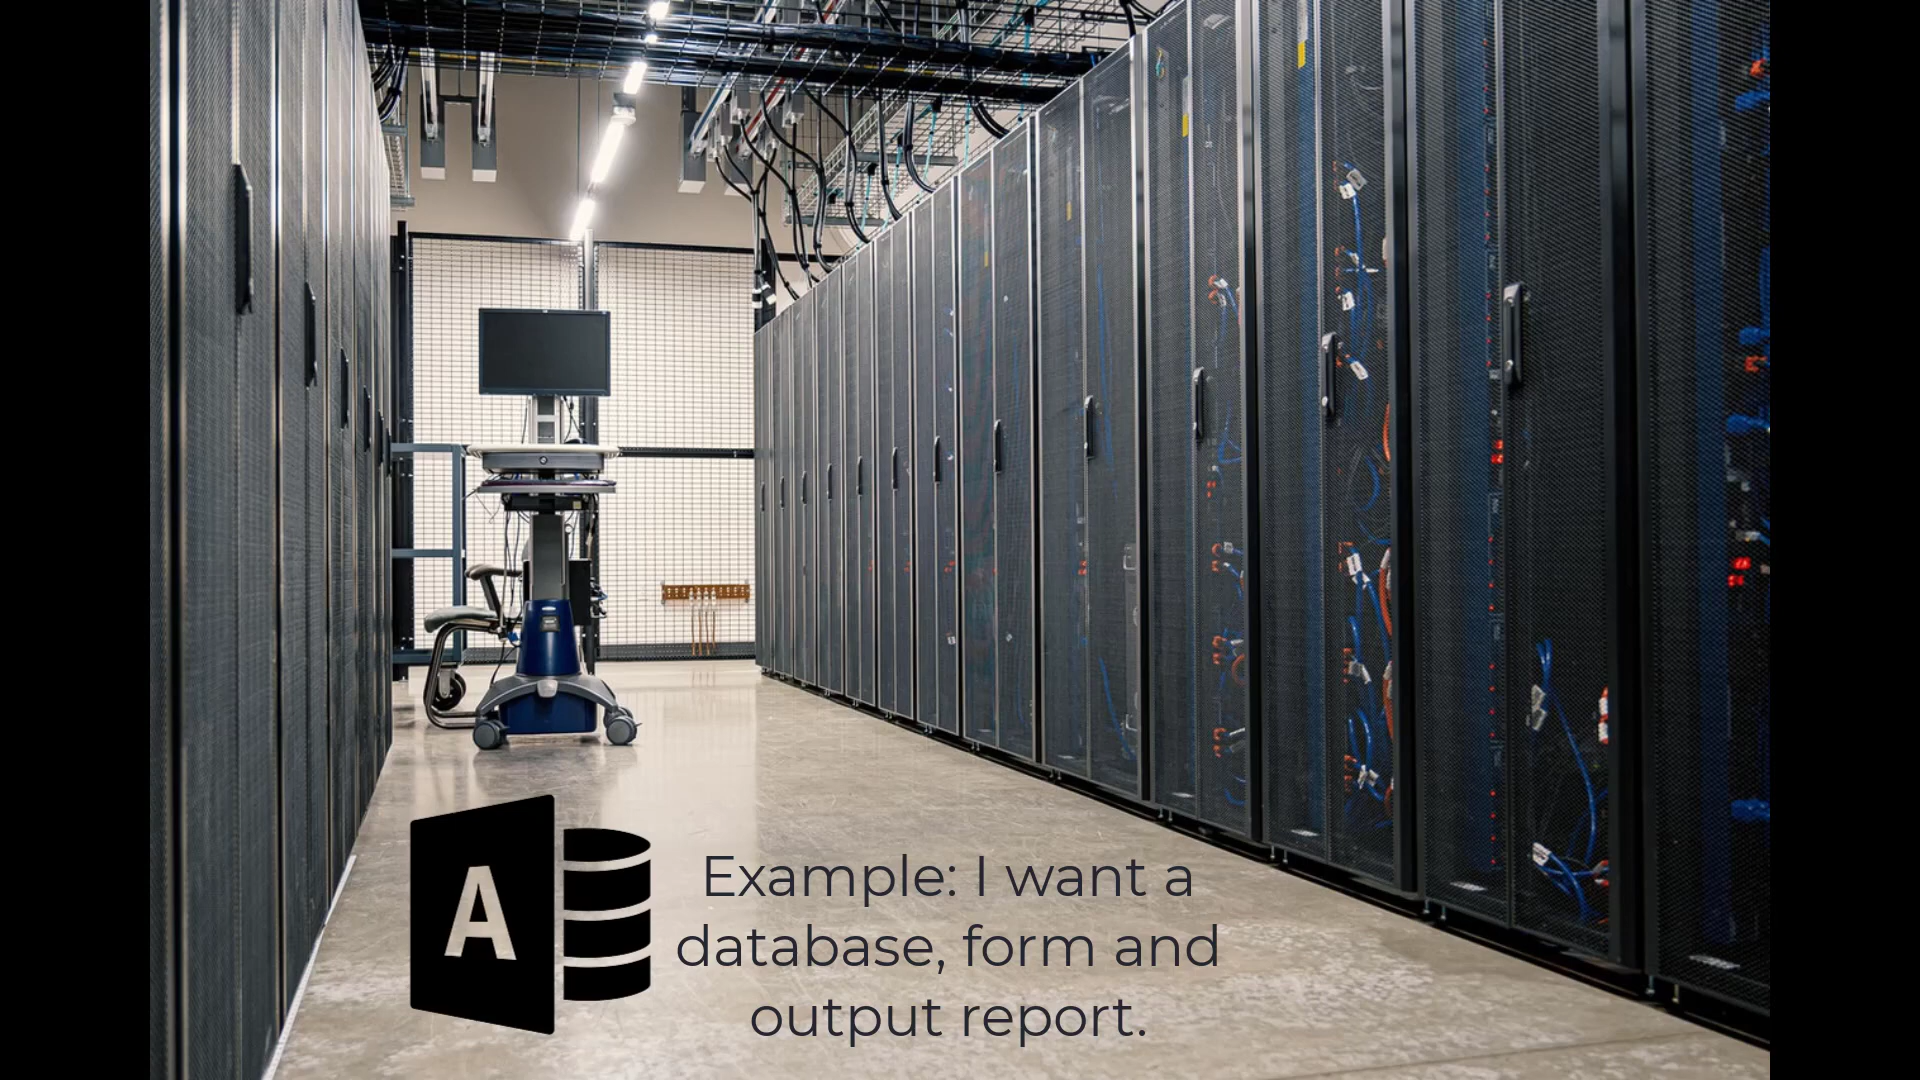 A
Example: I want a
database, form and
output report.